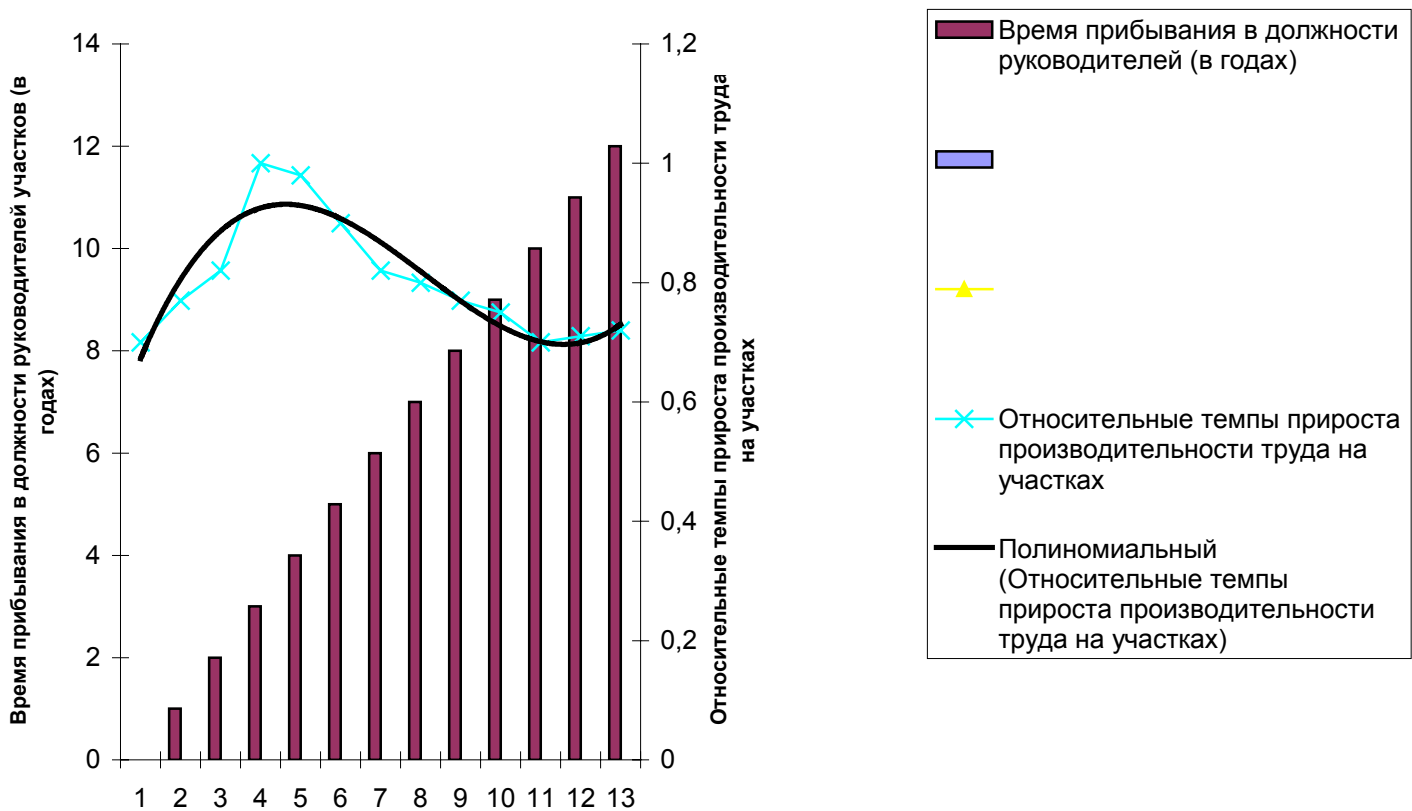 Время прибывания в должности руководителей участков (в
годах)
14
12
10
8
6
4
2
0
1 2 3 4 5 6 7 8 9 10 11 12 13
1,2
1
0,8
0,6
0,4
0,2
0
Относительные темпы прироста производительности труда
на участках
Время прибывания в должности
руководителей (в годах)
Относительные темпы прироста
производительности труда на
участках
Полиномиальный
(Относительные темпы
прироста производительности
труда на участках)